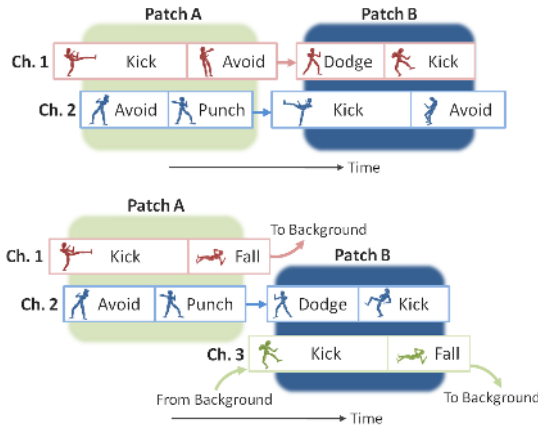 Patch A Patch B
Ch. 1 Kick Avoid Dodge Kick
Ch. 2 Avoid Punch Kick Avoid
Time
Patch A
To Background
Patch B
Ch. 1 Kick Fall
Ch. 2 Avoid Punch Dodge Kick
Ch. 3 Kick Fall
From Background To Background
Time